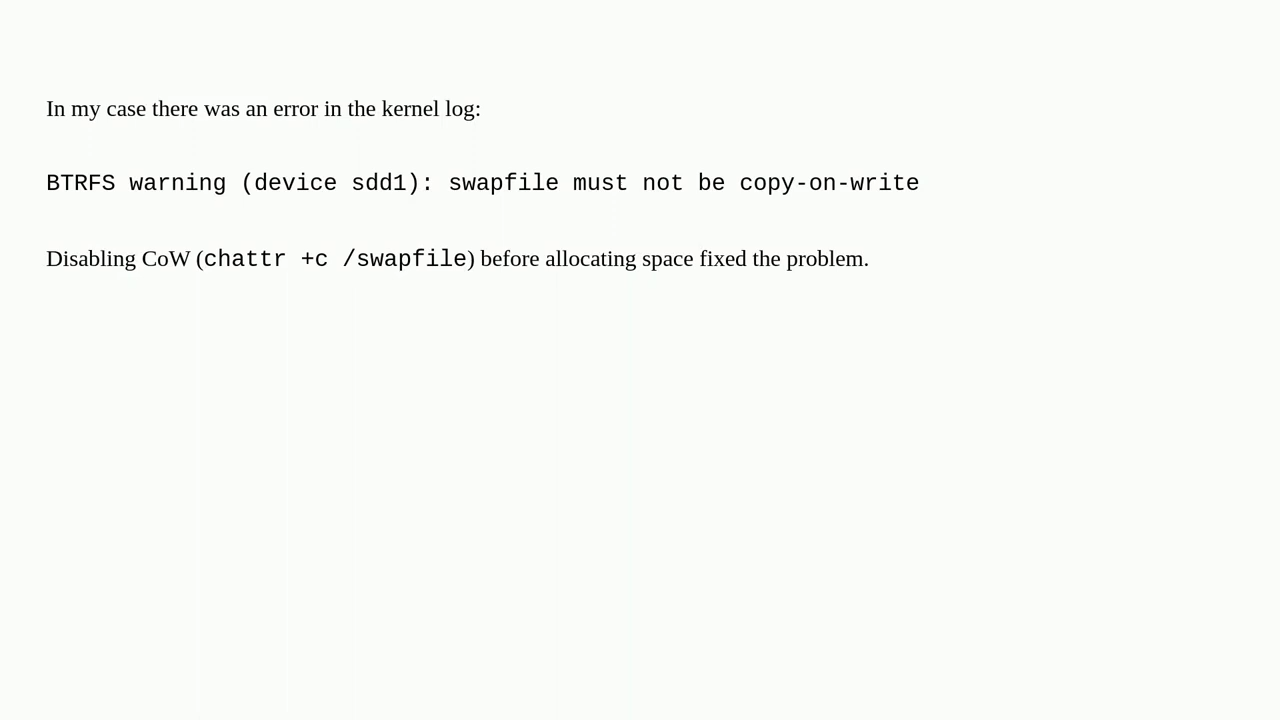 In my case there was an error in the kernel log:
BTRFS warning (device sdd1): swapfile must not be copy-on-write
Disabling CoW (chattr +c /swapfile) before allocating space fixed the problem.